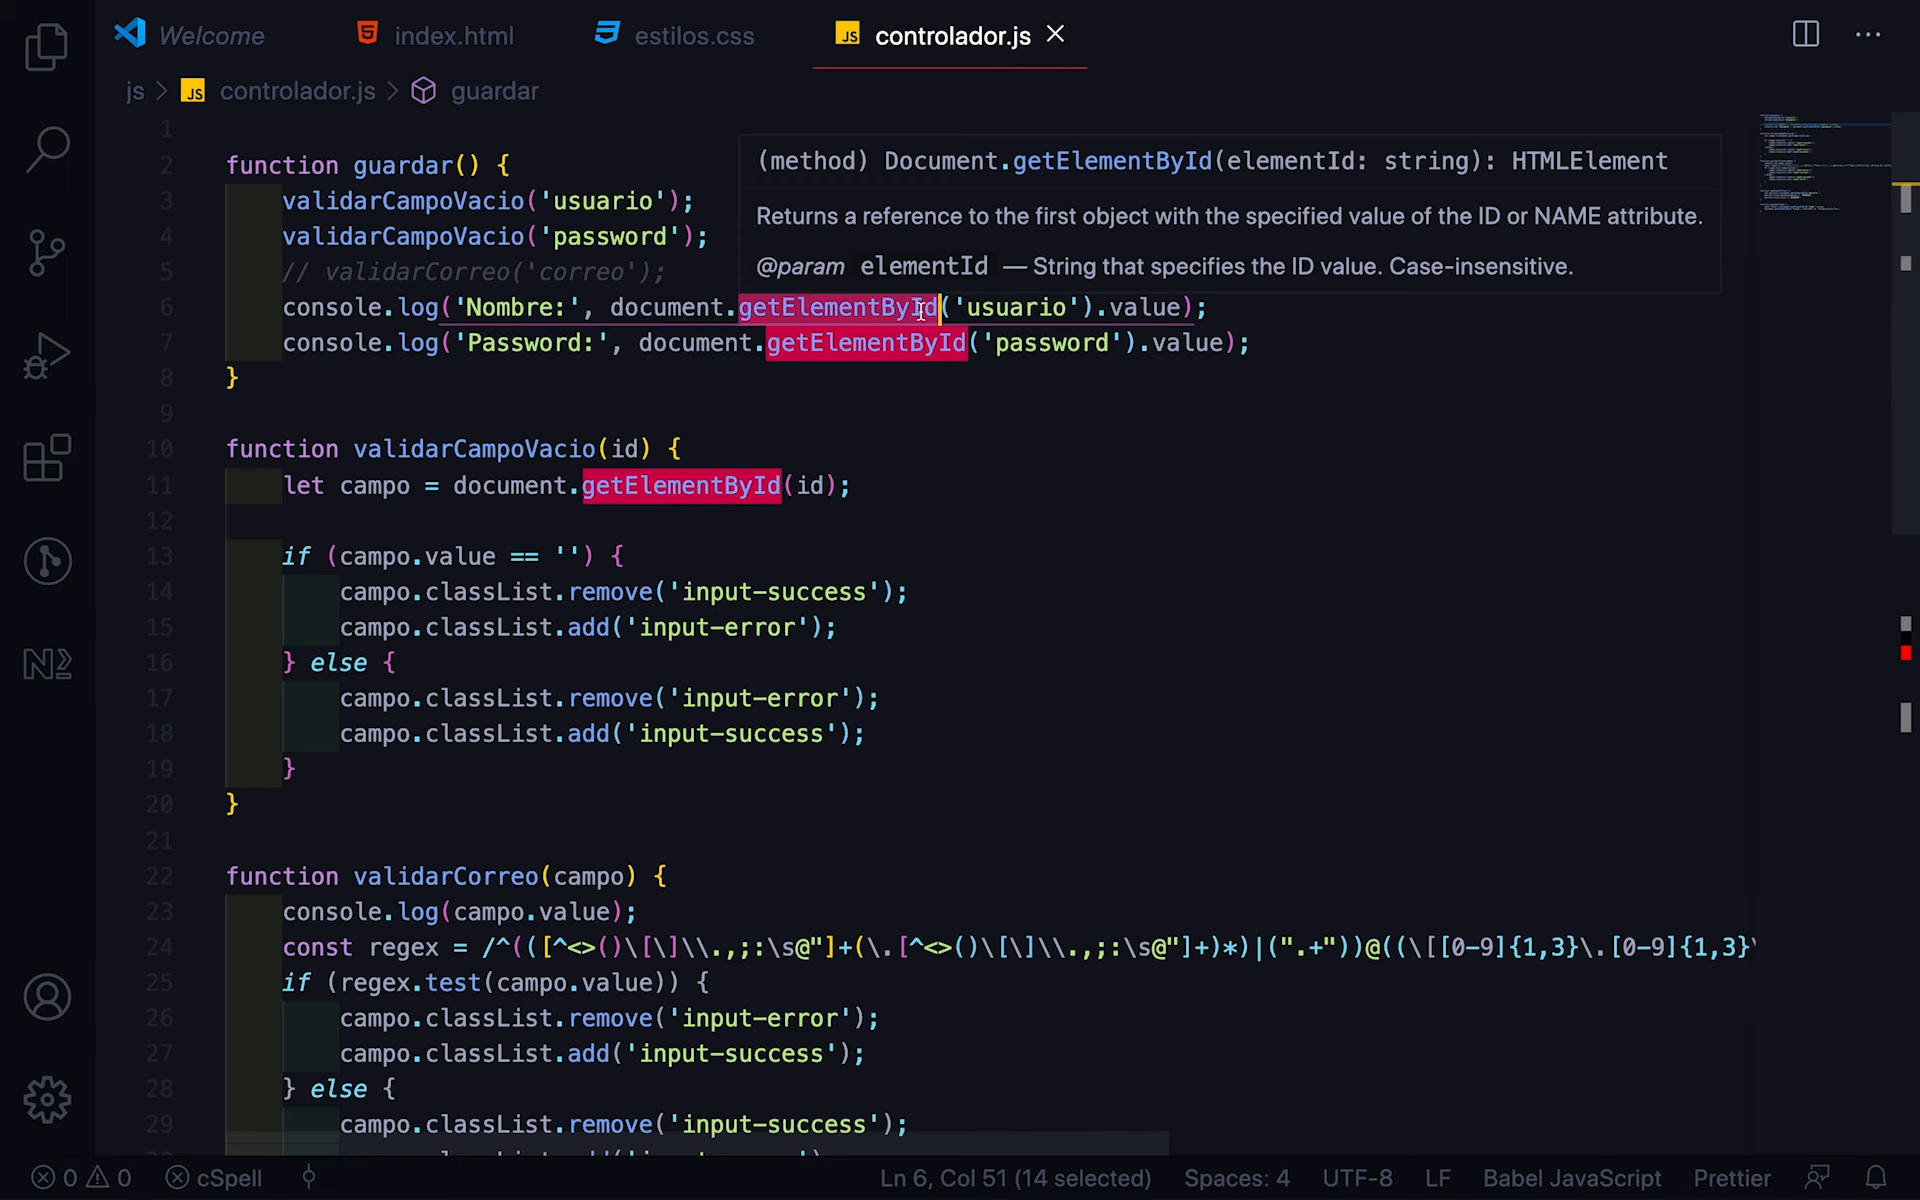 Welcome index.html estilos.css JS controlador.js
js > JS controlador.js > guardar
1
2 function guardar() {
3 validarCampoVacio('usuario');
4 validarCampoVacio('password');
5 // validarCorreo('correo');
6 console.log('Nombre:', document.getElementById('usuario').value);
7 console.log('Password:', document.getElementById('password').value);
8 }
9
10 function validarCampoVacio(id) {
11 let campo = document.getElementById(id);
12
13 if (campo.value == '') {
14 campo.classList.remove('input-success');
15 campo.classList.add('input-error');
16 } else {
17 campo.classList.remove('input-error');
18 campo.classList.add('input-success');
19 }
20 }
21
22 function validarCorreo(campo) {
23 console.log(campo.value);
24 const regex = /^(([^<>()\[\]\\.,;:\s@"]+(\.[^<>()\[\]\\.,;:\s@"]+)*)|(".+"))@((\[[0-9]{1,3}\.[0-9]{1,3}\
25 if (regex.test(campo.value)) {
26 campo.classList.remove('input-error');
27 campo.classList.add('input-success');
28 } else {
29 campo.classList.remove('input-success');
(method) Document.getElementById(elementId: string): HTMLElement
Returns a reference to the first object with the specified value of the ID or NAME attribute.
@param elementId — String that specifies the ID value. Case-insensitive.
0 0 cSpell Ln 6, Col 51 (14 selected) Spaces: 4 UTF-8 LF Babel JavaScript Prettier